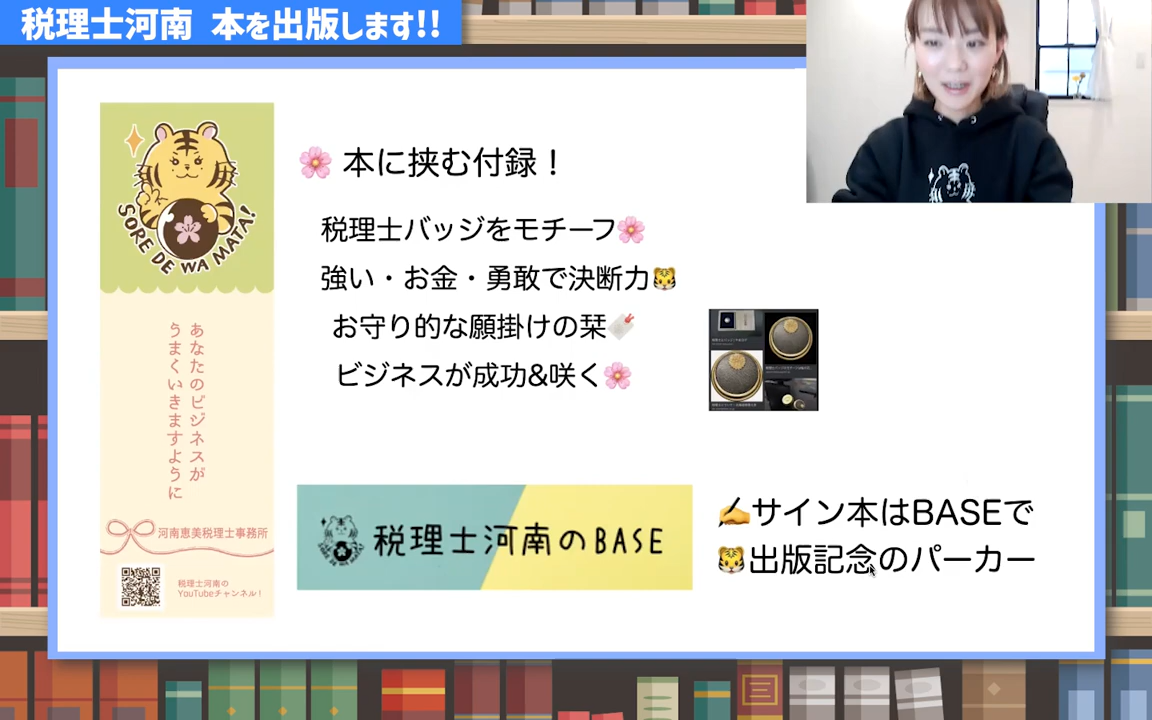 税理士河南 本を出版します!!
SORE DE WA MATA!
あなたのビジネスが
うまくいきますように
河南恵美税理士事務所
税理士河南の
YouTubeチャンネル!
🌸 本に挟む付録！
税理士バッジをモチーフ🌸
強い・お金・勇敢で決断力🐯
お守り的な願掛けの栞🔖
ビジネスが成功&咲く🌸
税理士河南のBASE
✍サイン本はBASEで
🐯出版記念のパーカー